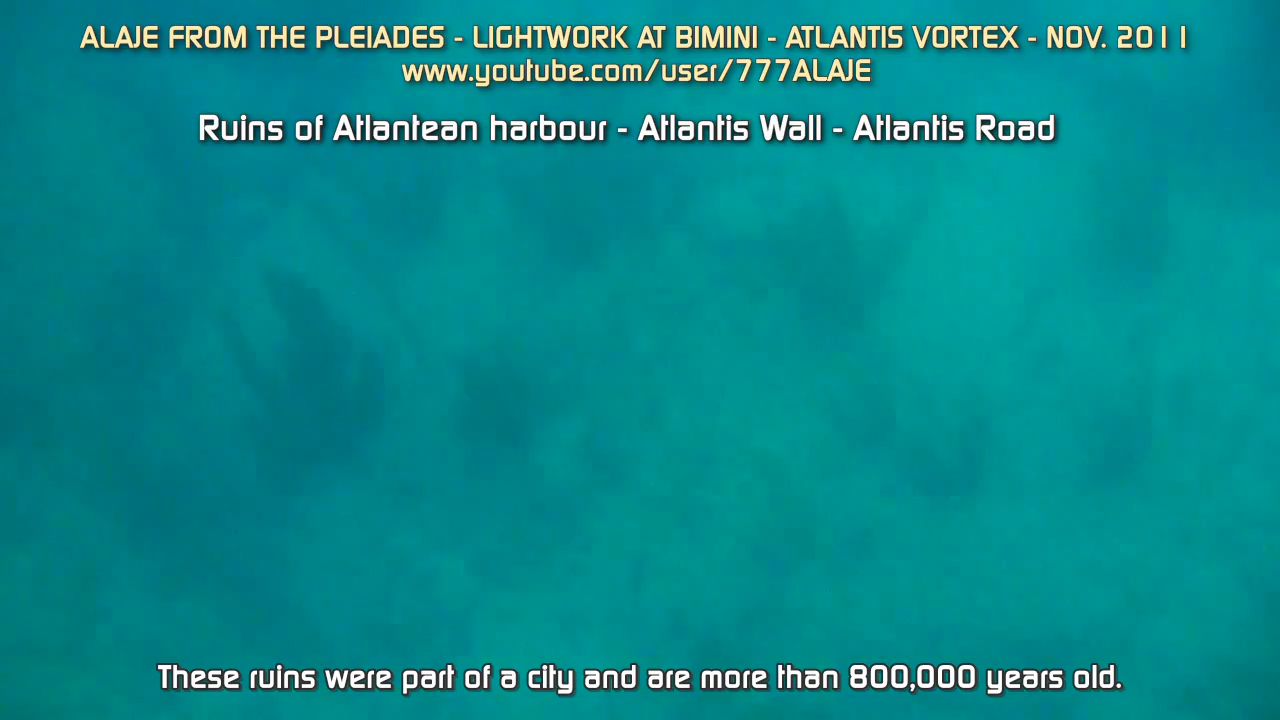 ALAJE FROM THE PLEIADES - LIGHTWORK AT BIMINI - ATLANTIS VORTEX - NOV. 2011
www.youtube.com/user/777ALAJE
Ruins of Atlantean harbour - Atlantis Wall - Atlantis Road
These ruins were part of a city and are more than 800,000 years old.